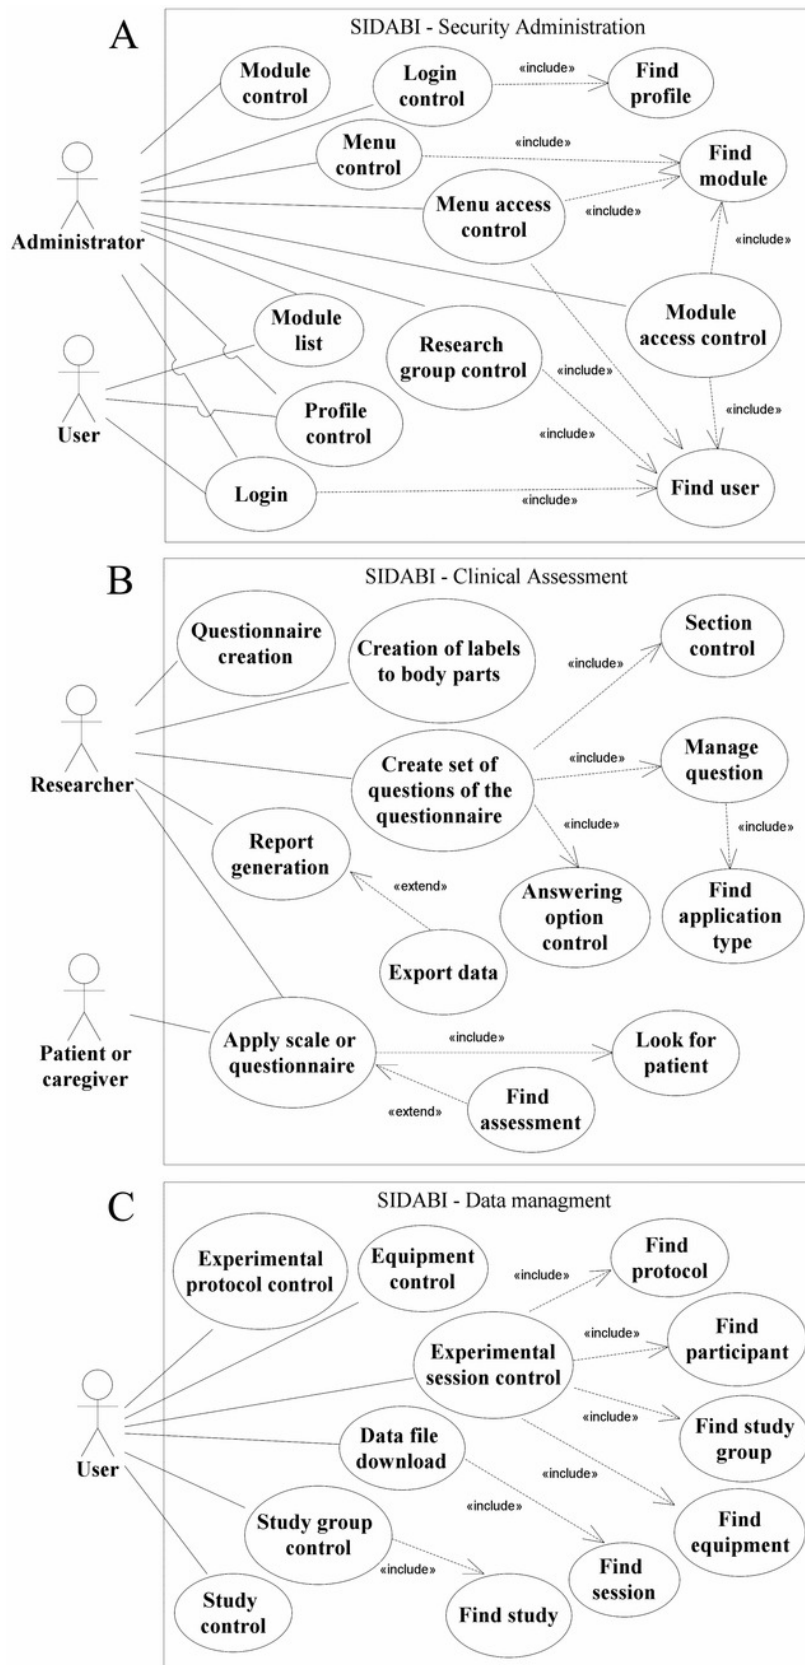 A
SIDABI - Security Administration
Module
control
Login
control
«include»
Find
profile
Menu
control
«include»
Find
module
Administrator
Menu access
control
«include»
«include»
Module
list
Research
group control
Module
access control
User
Profile
control
«include»
«include»
Login
«include»
Find user
B
SIDABI - Clinical Assessment
Questionnaire
creation
Creation of labels
to body parts
Section
control
«include»
Researcher
Create set of
questions of the
questionnaire
«include»
Manage
question
«include»
«include»
Report
generation
«extend»
Answering
option
control
Find
application
type
Export data
Patient or
caregiver
Apply scale or
questionnaire
«include»
Look for
patient
«extend»
Find
assessment
C
SIDABI - Data managment
Experimental
protocol control
Equipment
control
«include»
Find
protocol
Experimental
session control
«include»
Find
participant
«include»
Find study
group
User
Data file
download
«include»
«include»
Find
equipment
Study group
control
«include»
Find
session
Study
control
Find study